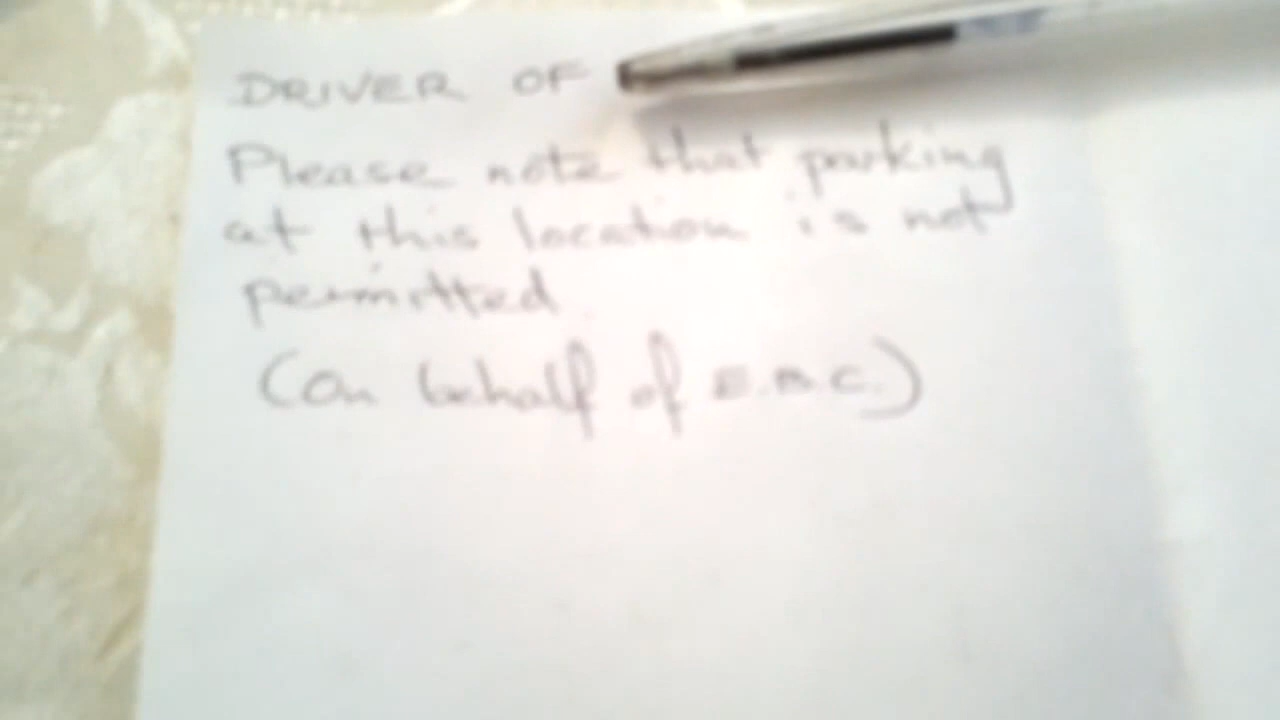 DRIVER OF
Please note that parking
at this location is not
permitted.
(On behalf of E.B.C.)